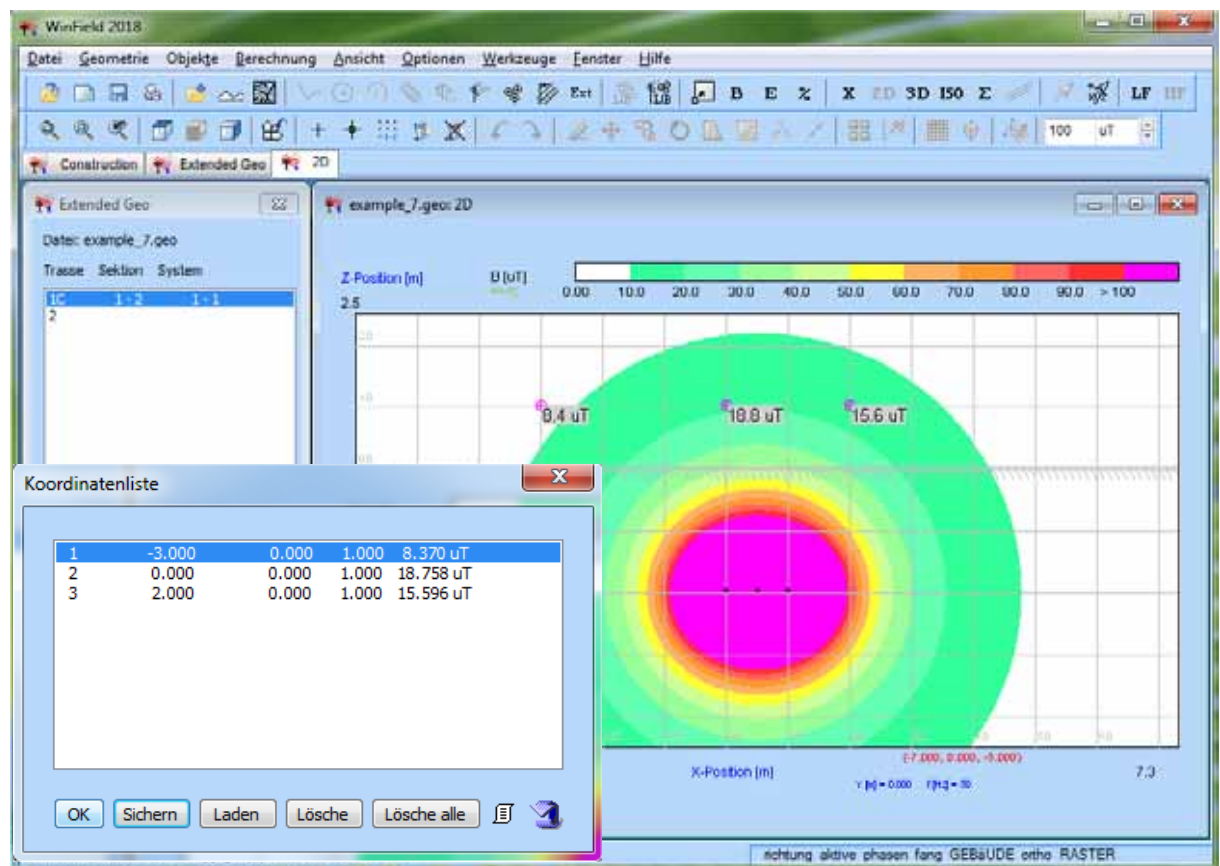 WinField 2018
Datei Geometrie Objekte Berechnung Ansicht Optionen Werkzeuge Fenster Hilfe
Ext B E X 3D ISO Σ LF HF
100 uT
Construction Extended Geo 2D
Extended Geo
Datei: example_7.geo
Trasse Sektion System
1C 1-2 1-1
2
example_7.geo: 2D
Z-Position [m] B [uT]
0.00 10.0 20.0 30.0 40.0 50.0 60.0 70.0 80.0 90.0 > 100
2.5
8.4 uT 18.8 uT 15.6 uT
X-Position [m]
(-7.000, 0.000, -9.000)
Y [m] = 0.000 f [Hz] = 50
7.3
Koordinatenliste
1 -3.000 0.000 1.000 8.370 uT
2 0.000 0.000 1.000 18.758 uT
3 2.000 0.000 1.000 15.596 uT
OK Sichern Laden Lösche Lösche alle
richtung aktive phasen fang GEBäUDE ortho RASTER